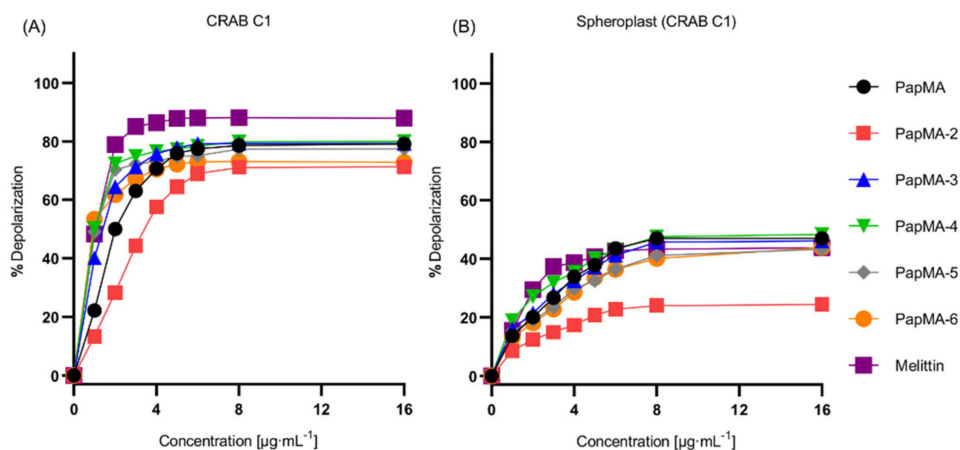 (A)
CRAB C1
% Depolarization
100
80
60
40
20
0
0
4
8
12
16
Concentration [µg·mL⁻¹]
(B)
Spheroplast (CRAB C1)
% Depolarization
100
80
60
40
20
0
0
4
8
12
16
Concentration [µg·mL⁻¹]
PapMA
PapMA-2
PapMA-3
PapMA-4
PapMA-5
PapMA-6
Melittin